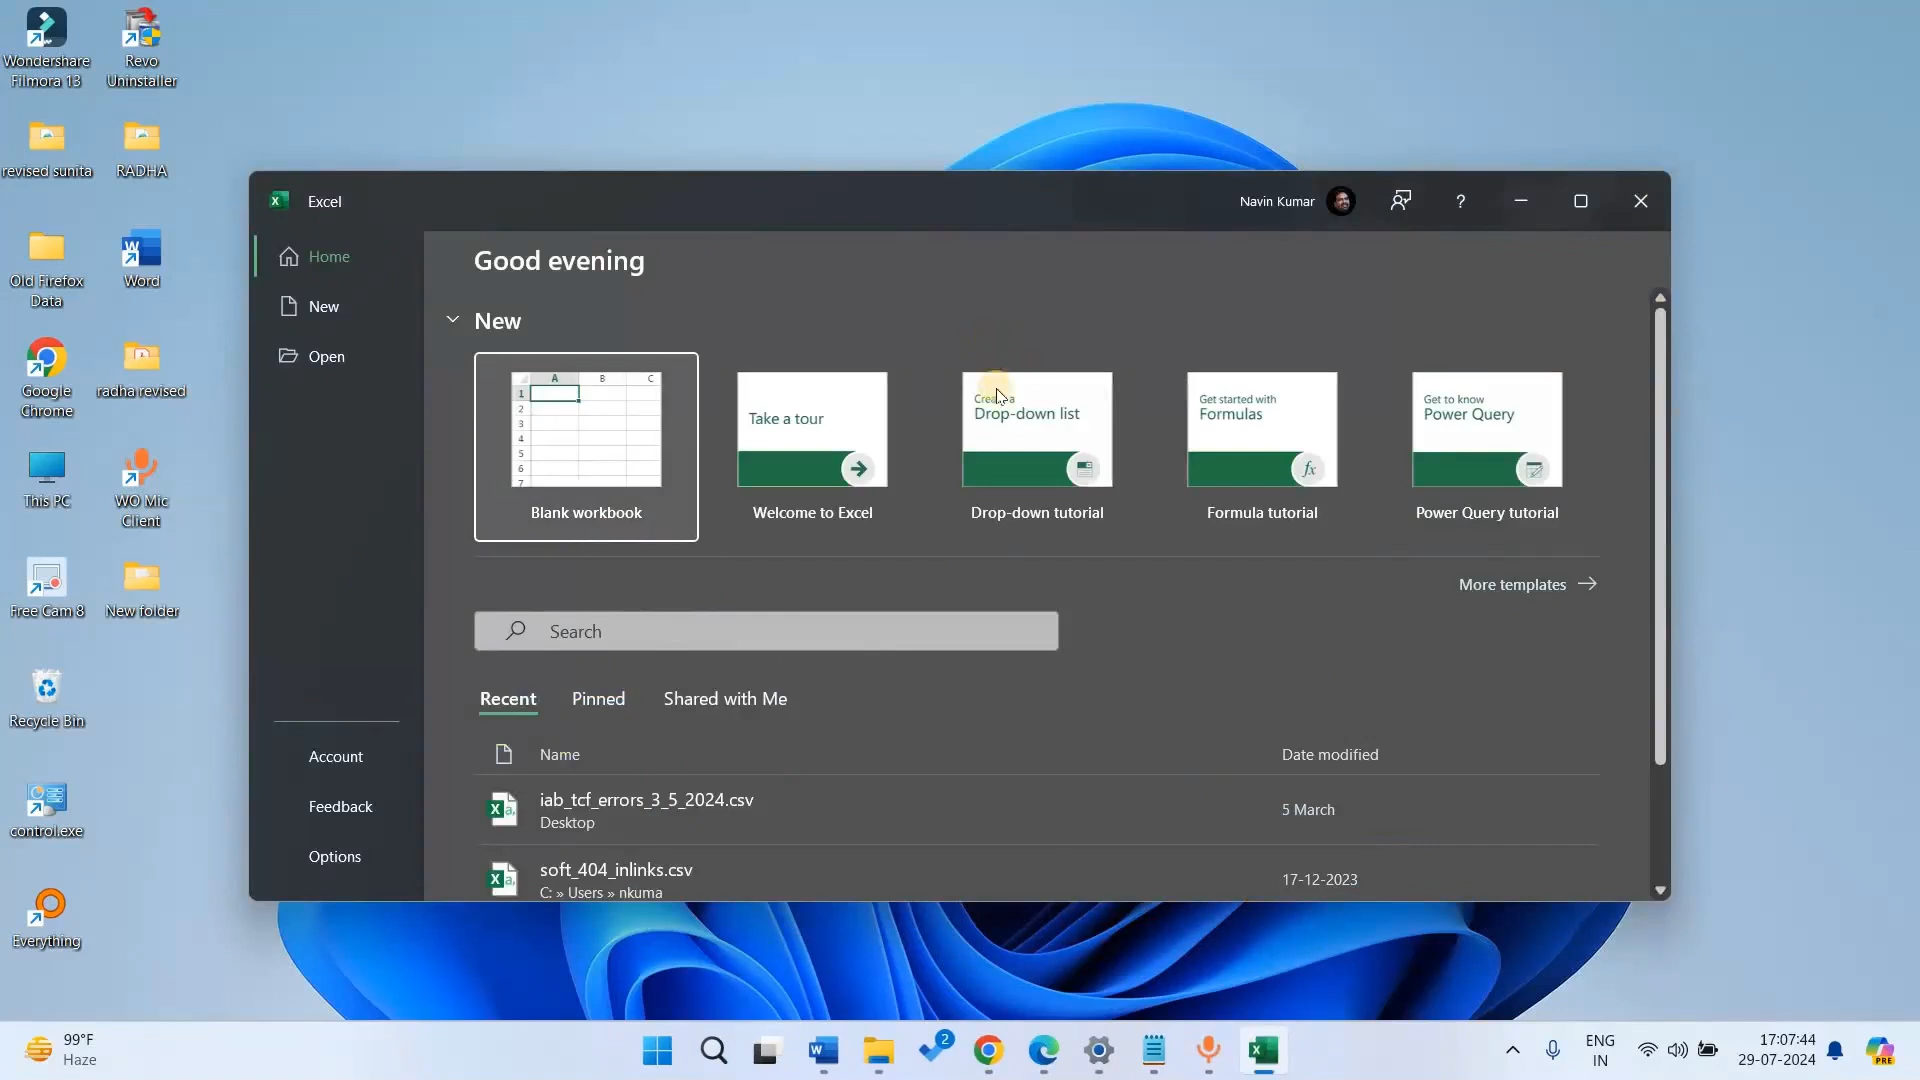 Wondershare
Filmora 13
Revo
Uninstaller
revised sunita
RADHA
Old Firefox
Data
Word
Google
Chrome
radha revised
This PC
WO Mic
Client
Free Cam 8
New folder
Recycle Bin
control.exe
Everything
Excel
Navin Kumar
?
Home
New
Open
Account
Feedback
Options
Good evening
New
A B C
1
2
3
4
5
6
7
Blank workbook
Take a tour
Welcome to Excel
Create a
Drop-down list
Drop-down tutorial
Get started with
Formulas
fx
Formula tutorial
Get to know
Power Query
Power Query tutorial
More templates
Search
Recent Pinned Shared with Me
Name Date modified
iab_tcf_errors_3_5_2024.csv
Desktop
5 March
soft_404_inlinks.csv
C: » Users » nkuma
17-12-2023
99°F
Haze
2
ENG
IN
17:07:44
29-07-2024
PRE